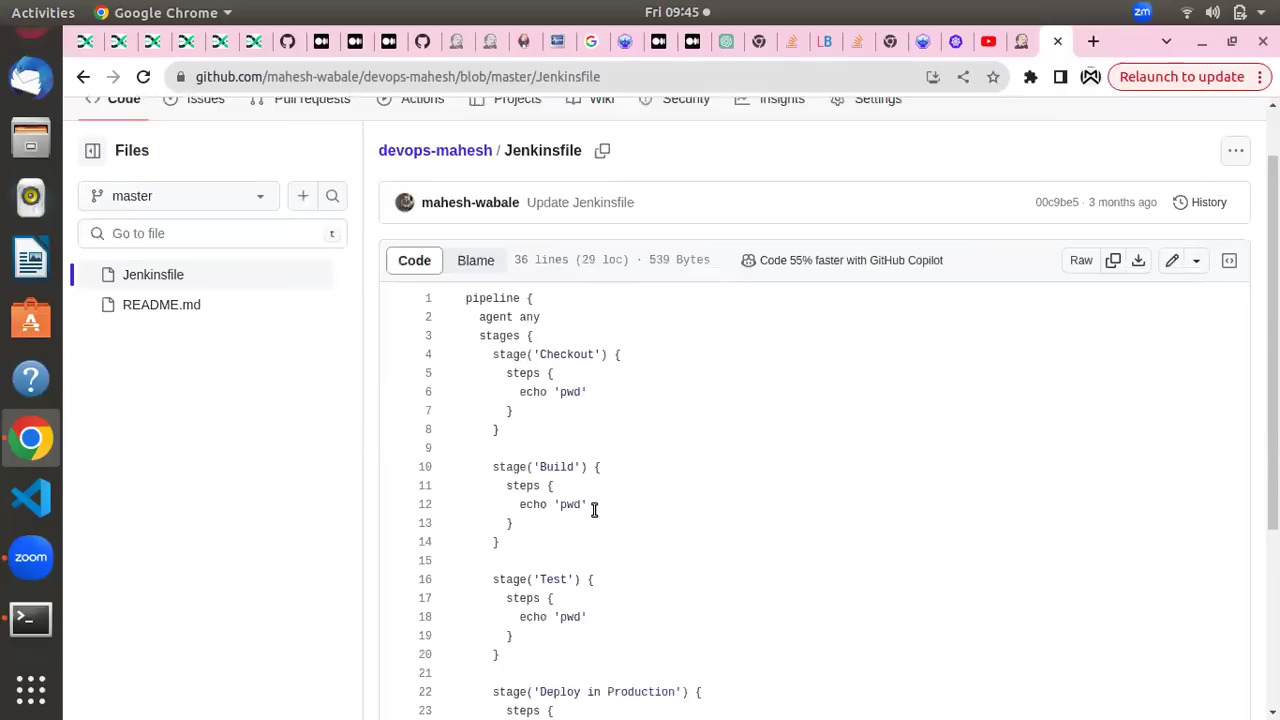 Activities Google Chrome Fri 09:45 zm
LB
github.com/mahesh-wabale/devops-mahesh/blob/master/Jenkinsfile Relaunch to update
Code Issues Pull requests Actions Projects Wiki Security Insights Settings
Files
master
Go to file t
Jenkinsfile
README.md
devops-mahesh / Jenkinsfile
mahesh-wabale Update Jenkinsfile 00c9be5 · 3 months ago History
Code Blame 36 lines (29 loc) · 539 Bytes Code 55% faster with GitHub Copilot Raw
1 pipeline {
2 agent any
3 stages {
4 stage('Checkout') {
5 steps {
6 echo 'pwd'
7 }
8 }
9
10 stage('Build') {
11 steps {
12 echo 'pwd'
13 }
14 }
15
16 stage('Test') {
17 steps {
18 echo 'pwd'
19 }
20 }
21
22 stage('Deploy in Production') {
23 steps {
zoom